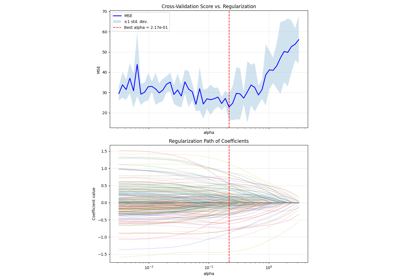 Cross-Validation Score vs. Regularization
70
60
50
40
30
20
MSE
MSE
±1 std. dev.
Best alpha = 2.17e-01
alpha
Regularization Path of Coefficients
1.5
1.0
0.5
0.0
−0.5
−1.0
−1.5
Coefficient value
10⁻² 10⁻¹ 10⁰
alpha